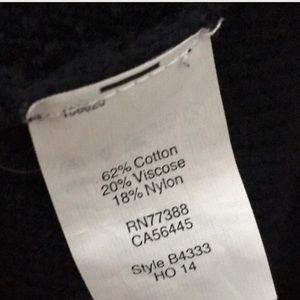 62% Cotton
20% Viscose
18% Nylon
RN77388
CA56445
Style B4333
HO 14